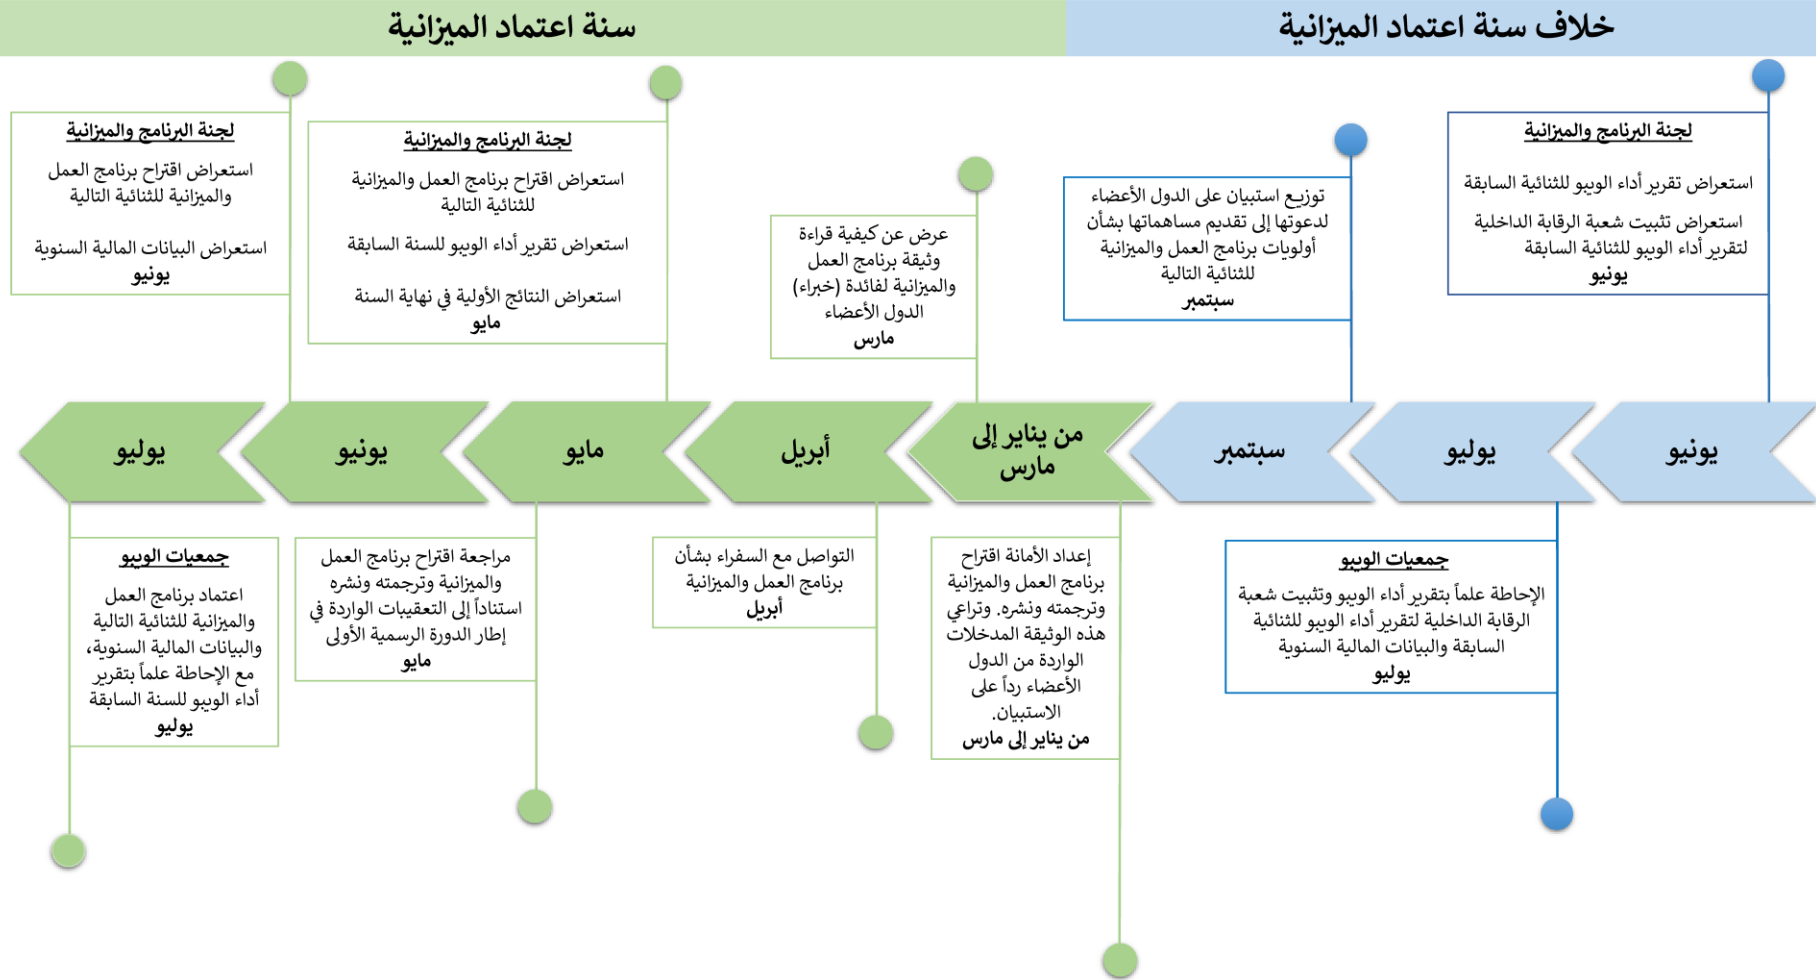 خلاف سنة اعتماد الميزانية
سنة اعتماد الميزانية
لجنة البرنامج والميزانية
استعراض تقرير أداء الويبو للثنائية السابقة
استعراض تثبيت شعبة الرقابة الداخلية
لتقرير أداء الويبو للثنائية السابقة
يونيو
توزيع استبيان على الدول الأعضاء
لدعوتها إلى تقديم مساهماتها بشأن
أولويات برنامج العمل والميزانية
للثنائية التالية
سبتمبر
عرض عن كيفية قراءة
وثيقة برنامج العمل
والميزانية لفائدة (خبراء)
الدول الأعضاء
مارس
لجنة البرنامج والميزانية
استعراض اقتراح برنامج العمل والميزانية
للثنائية التالية
استعراض تقرير أداء الويبو للسنة السابقة
استعراض النتائج الأولية في نهاية السنة
مايو
لجنة البرنامج والميزانية
استعراض اقتراح برنامج العمل
والميزانية للثنائية التالية
استعراض البيانات المالية السنوية
يونيو
يونيو
يوليو
سبتمبر
من يناير إلى
مارس
أبريل
مايو
يونيو
يوليو
جمعيات الويبو
الإحاطة علماً بتقرير أداء الويبو وتثبيت شعبة
الرقابة الداخلية لتقرير أداء الويبو للثنائية
السابقة والبيانات المالية السنوية
يوليو
إعداد الأمانة اقتراح
برنامج العمل والميزانية
وترجمته ونشره. وتراعي
هذه الوثيقة المدخلات
الواردة من الدول
الأعضاء رداً على
الاستبيان.
من يناير إلى مارس
التواصل مع السفراء بشأن
برنامج العمل والميزانية
أبريل
مراجعة اقتراح برنامج العمل
والميزانية وترجمته ونشره
استناداً إلى التعقيبات الواردة في
إطار الدورة الرسمية الأولى
مايو
جمعيات الويبو
اعتماد برنامج العمل
والميزانية للثنائية التالية
والبيانات المالية السنوية،
مع الإحاطة علماً بتقرير
أداء الويبو للسنة السابقة
يوليو